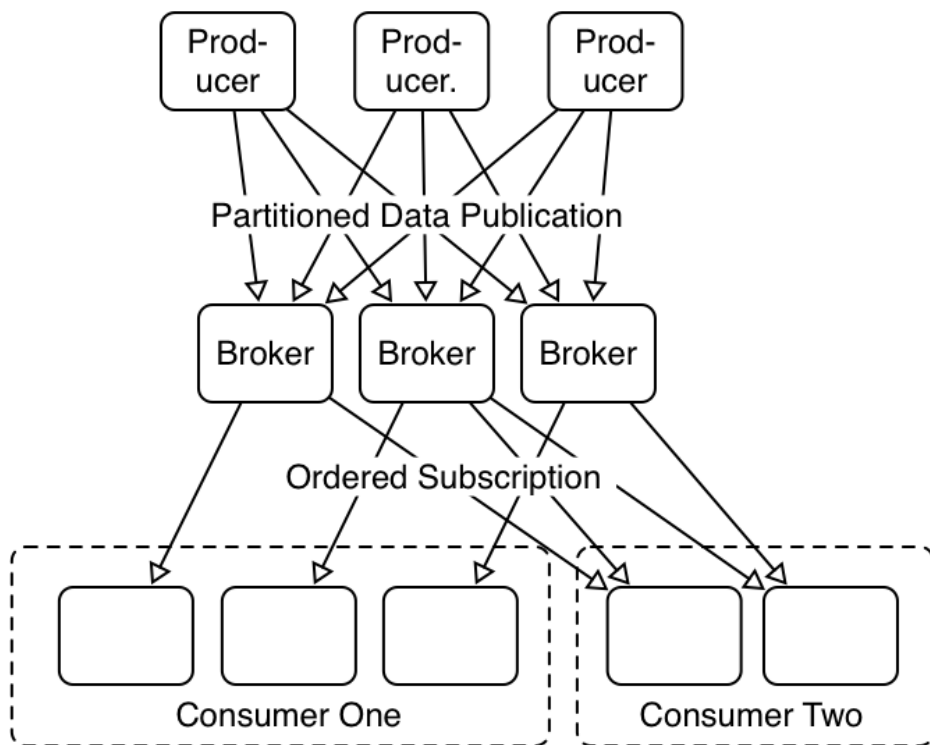 Prod-
ucer
Prod-
ucer.
Prod-
ucer
Partitioned Data Publication
Broker
Broker
Broker
Ordered Subscription
Consumer One
Consumer Two